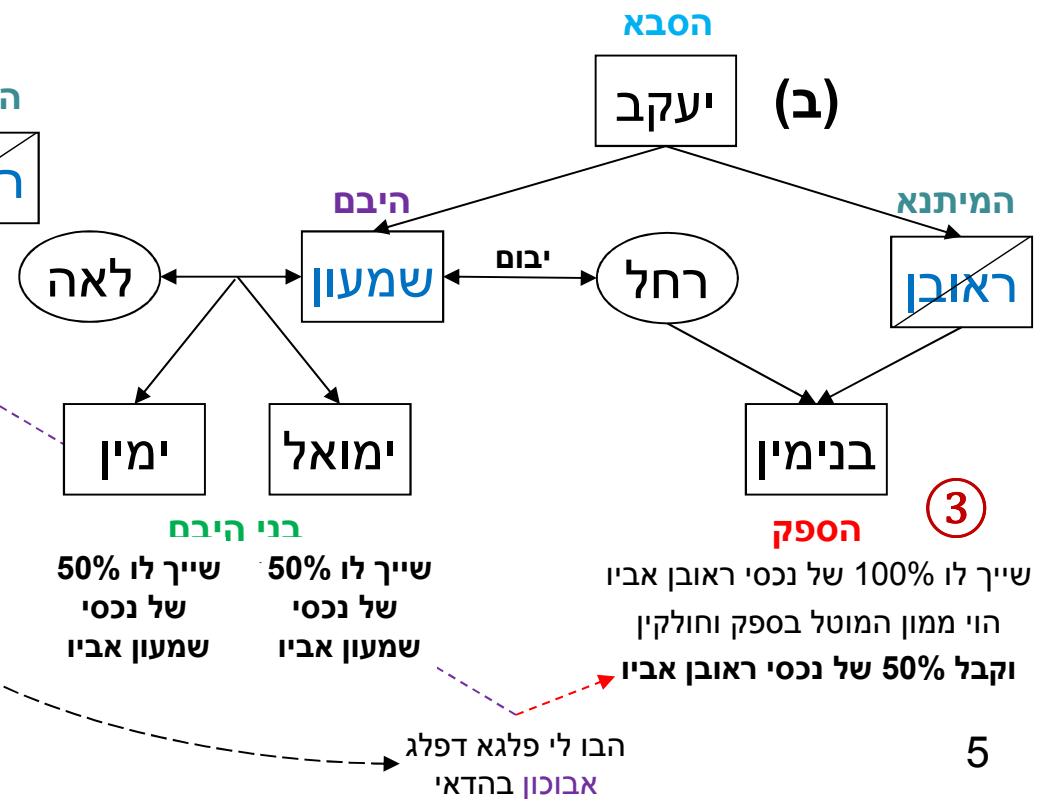 הסבא
יעקב
(ב)
היבם
המיתנא
לאה
שמעון
יבום
רחל
ראובן
ימין
ימואל
בנימין
בני היבם
הספק
3
שייך לו 100% של נכסי ראובן אביו
הוי ממון המוטל בספק וחולקין
וקבל 50% של נכסי ראובן אביו
שייך לו 50%
של נכסי
שמעון אביו
שייך לו 50%
של נכסי
שמעון אביו
הבו לי פלגא דפלג
אבוכון בהדאי
5